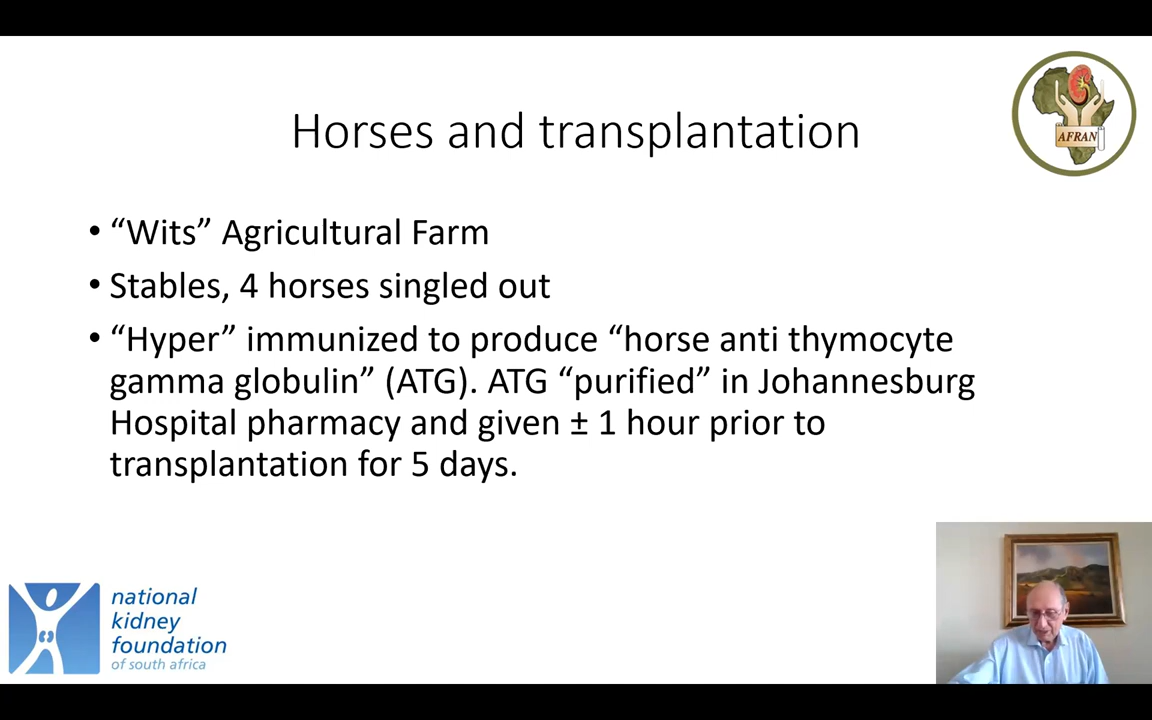 AFRAN
Horses and transplantation
• “Wits” Agricultural Farm
• Stables, 4 horses singled out
• “Hyper” immunized to produce “horse anti thymocyte
gamma globulin” (ATG). ATG “purified” in Johannesburg
Hospital pharmacy and given ± 1 hour prior to
transplantation for 5 days.
national
kidney
foundation
of south africa